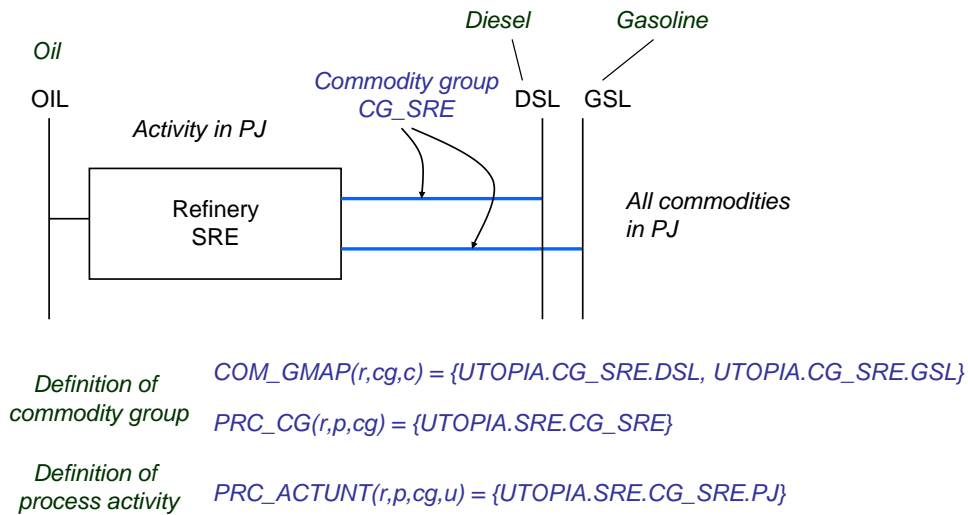 Diesel
Gasoline
Oil
Commodity group
CG_SRE
OIL
DSL
GSL
Activity in PJ
Refinery
SRE
All commodities
in PJ
Definition of
commodity group
COM_GMAP(r,cg,c) = {UTOPIA.CG_SRE.DSL, UTOPIA.CG_SRE.GSL}
PRC_CG(r,p,cg) = {UTOPIA.SRE.CG_SRE}
Definition of
process activity
PRC_ACTUNT(r,p,cg,u) = {UTOPIA.SRE.CG_SRE.PJ}